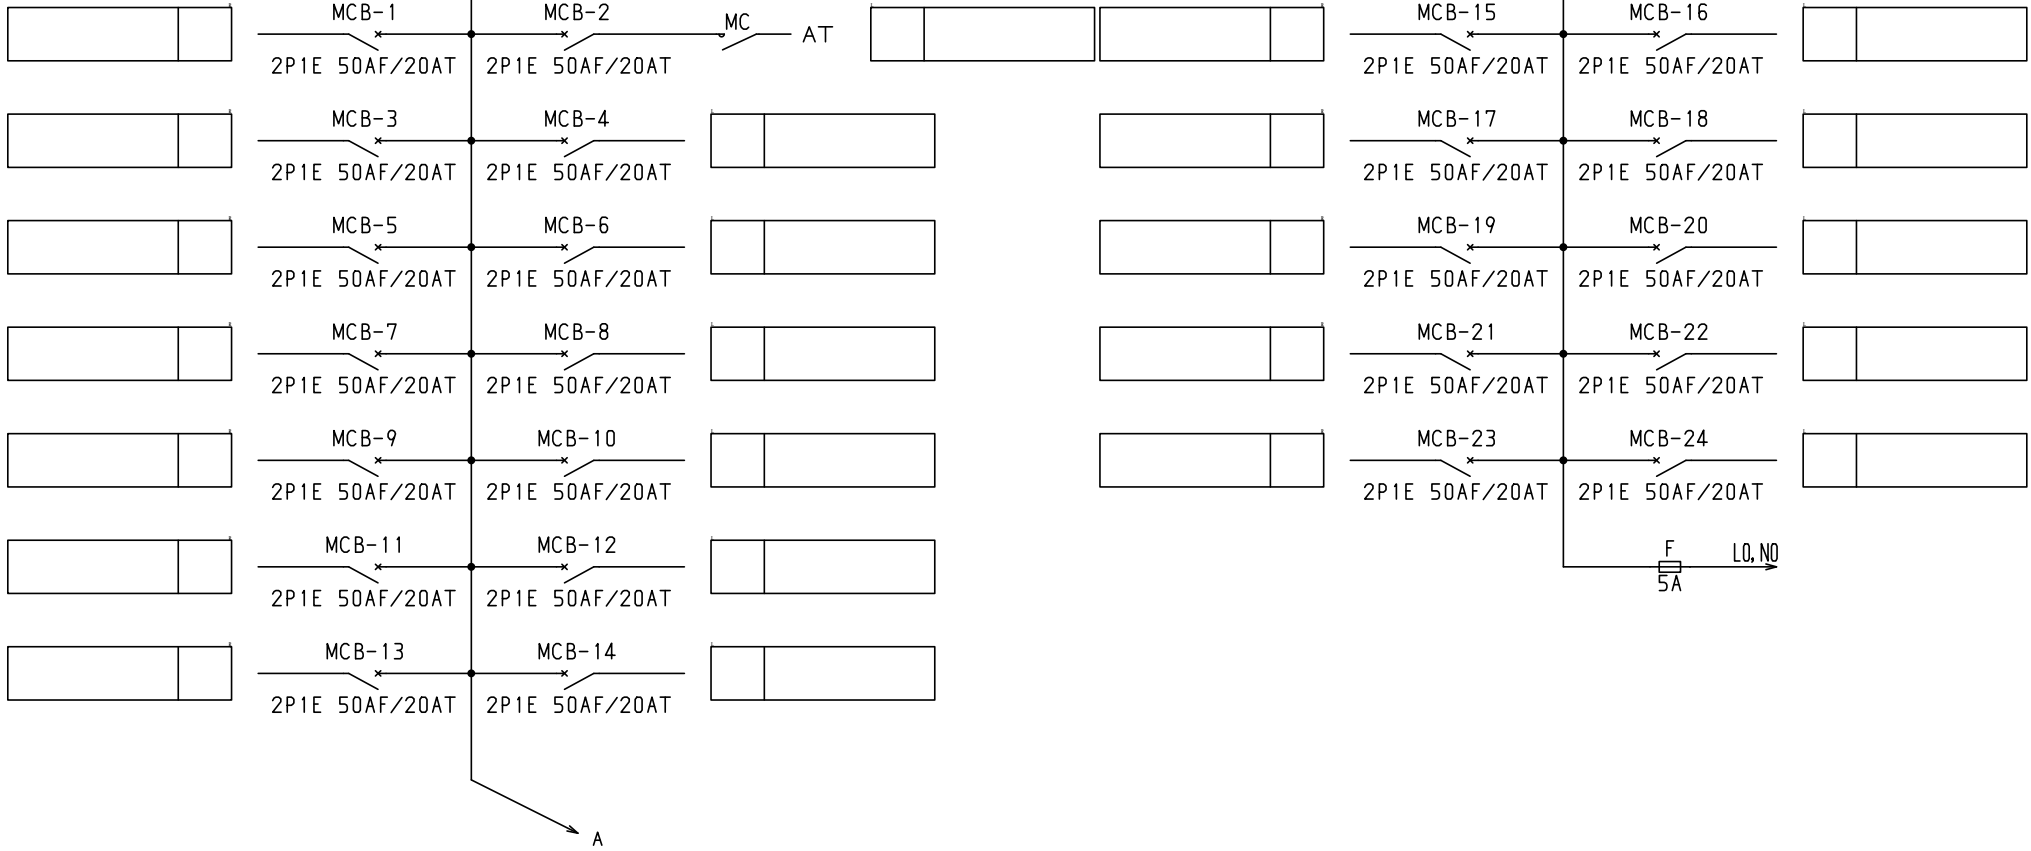 MCB-1 MCB-2 MC AT MCB-15 MCB-16
2P1E 50AF/20AT 2P1E 50AF/20AT 2P1E 50AF/20AT 2P1E 50AF/20AT
MCB-3 MCB-4 MCB-17 MCB-18
2P1E 50AF/20AT 2P1E 50AF/20AT 2P1E 50AF/20AT 2P1E 50AF/20AT
MCB-5 MCB-6 MCB-19 MCB-20
2P1E 50AF/20AT 2P1E 50AF/20AT 2P1E 50AF/20AT 2P1E 50AF/20AT
MCB-7 MCB-8 MCB-21 MCB-22
2P1E 50AF/20AT 2P1E 50AF/20AT 2P1E 50AF/20AT 2P1E 50AF/20AT
MCB-9 MCB-10 MCB-23 MCB-24
2P1E 50AF/20AT 2P1E 50AF/20AT 2P1E 50AF/20AT 2P1E 50AF/20AT
MCB-11 MCB-12 F L0,N0
2P1E 50AF/20AT 2P1E 50AF/20AT 5A
MCB-13 MCB-14
2P1E 50AF/20AT 2P1E 50AF/20AT
A